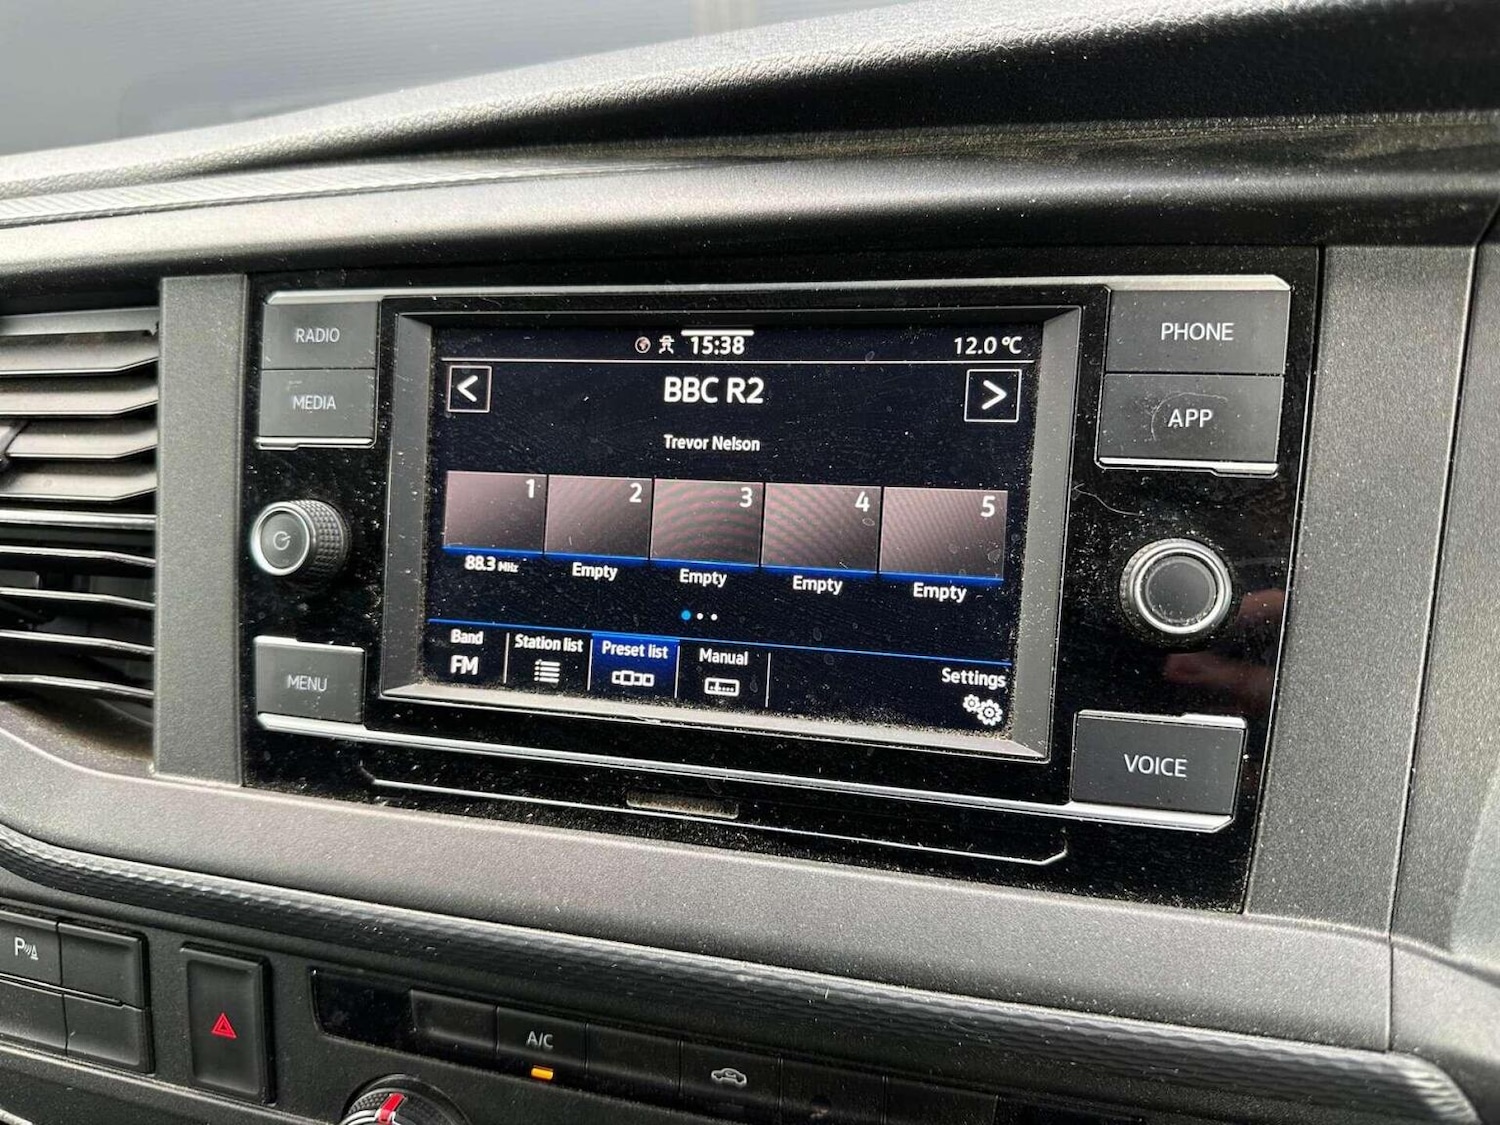 RADIO
MEDIA
MENU
15:38
12.0 °C
<
BBC R2
>
Trevor Nelson
1
2
3
4
5
88.3 MHz
Empty
Empty
Empty
Empty
Band
FM
Station list
Preset list
Manual
Settings
PHONE
APP
VOICE
P
A/C